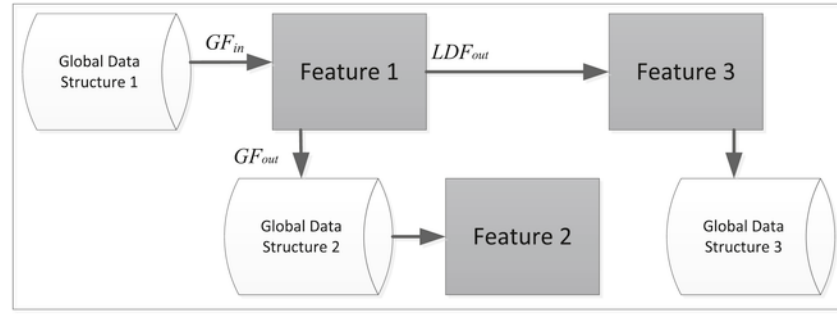 GFin
LDFout
Global Data
Structure 1
Feature 1
Feature 3
GFout
Global Data
Structure 2
Feature 2
Global Data
Structure 3